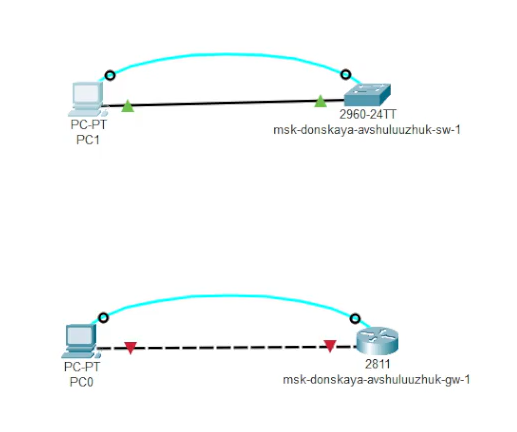 PC-PT
PC1
2960-24TT
msk-donskaya-avshuluuzhuk-sw-1
PC-PT
PC0
2811
msk-donskaya-avshuluuzhuk-gw-1